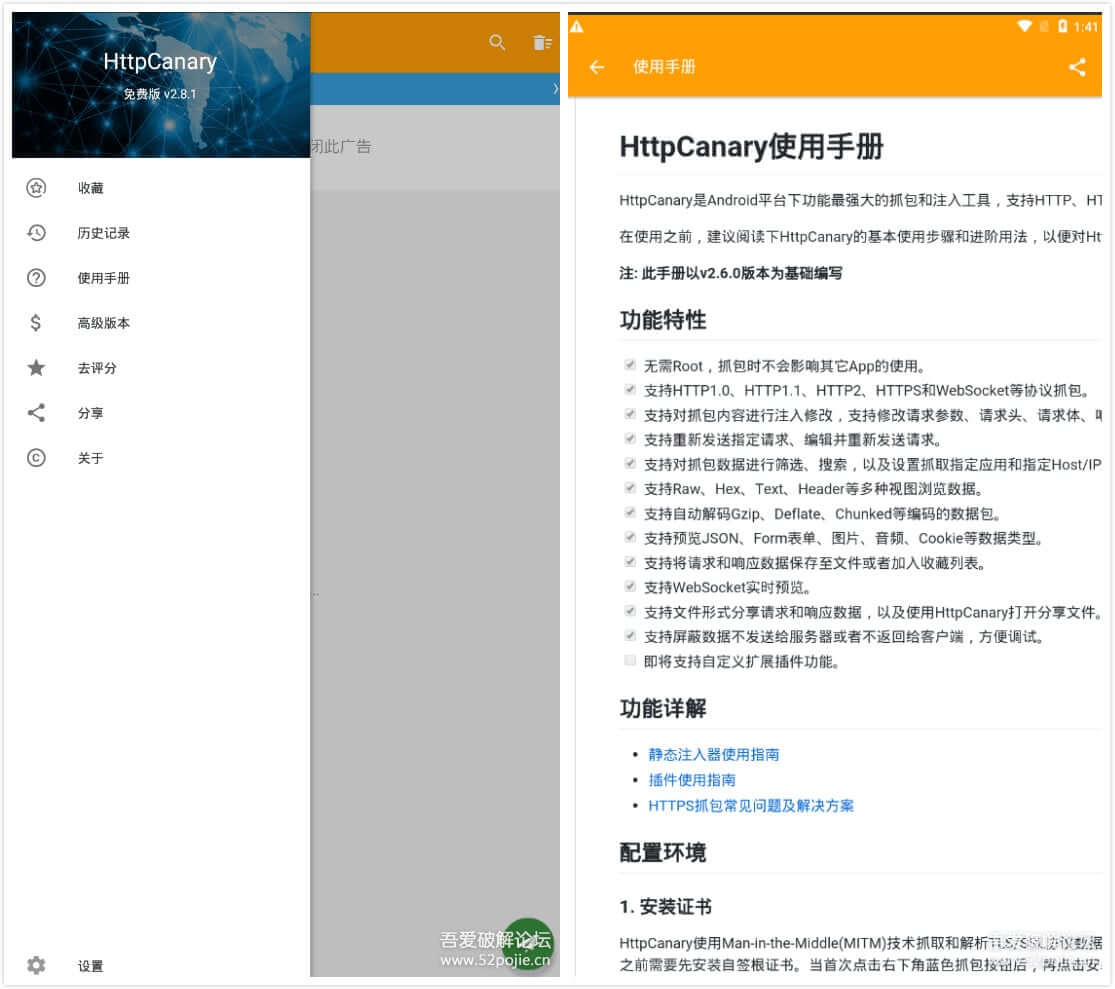 HttpCanary
免费版 v2.8.1
闭此广告
收藏
历史记录
使用手册
高级版本
去评分
分享
关于
..
设置
吾爱破解论坛
www.52pojie.cn
1:41
使用手册
HttpCanary使用手册
HttpCanary是Android平台下功能最强大的抓包和注入工具，支持HTTP、HT
在使用之前，建议阅读下HttpCanary的基本使用步骤和进阶用法，以便对Ht
注: 此手册以v2.6.0版本为基础编写
功能特性
无需Root，抓包时不会影响其它App的使用。
支持HTTP1.0、HTTP1.1、HTTP2、HTTPS和WebSocket等协议抓包。
支持对抓包内容进行注入修改，支持修改请求参数、请求头、请求体、
支持重新发送指定请求、编辑并重新发送请求。
支持对抓包数据进行筛选、搜索，以及设置抓取指定应用和指定Host/IP
支持Raw、Hex、Text、Header等多种视图浏览数据。
支持自动解码Gzip、Deflate、Chunked等编码的数据包。
支持预览JSON、Form表单、图片、音频、Cookie等数据类型。
支持将请求和响应数据保存至文件或者加入收藏列表。
支持WebSocket实时预览。
支持文件形式分享请求和响应数据，以及使用HttpCanary打开分享文件。
支持屏蔽数据不发送给服务器或者不返回给客户端，方便调试。
即将支持自定义扩展插件功能。
功能详解
静态注入器使用指南
插件使用指南
HTTPS抓包常见问题及解决方案
配置环境
1. 安装证书
HttpCanary使用Man-in-the-Middle(MITM)技术抓取和解析
协议数据
之前需要先安装自签根证书。当首次点击右下角蓝色抓包按钮后，再点击安